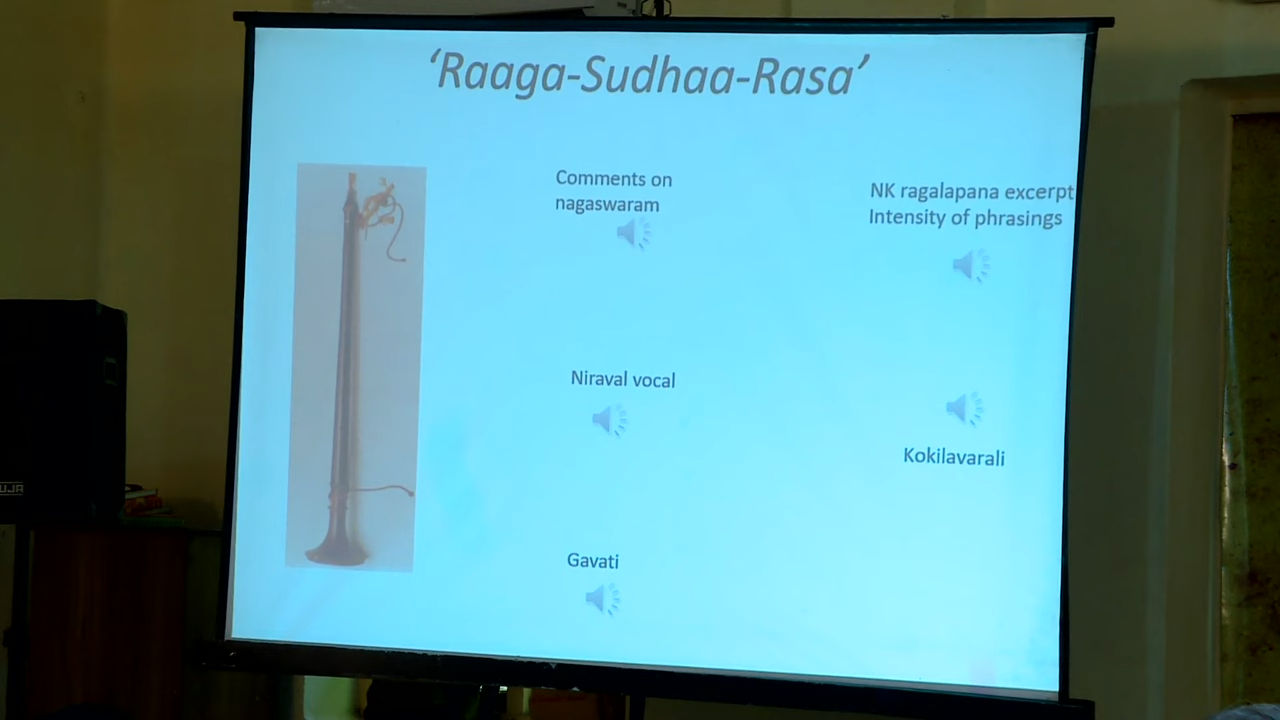 ‘Raaga-Sudhaa-Rasa’
Comments on
nagaswaram
NK ragalapana excerpt
Intensity of phrasings
Niraval vocal
Kokilavarali
Gavati